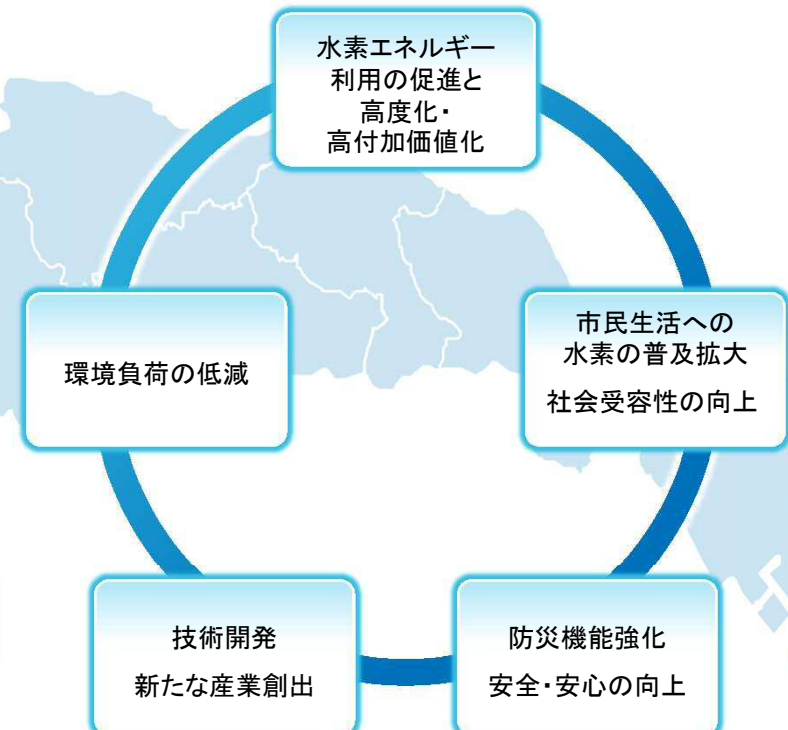 水素エネルギー
利用の促進と
高度化・
高付加価値化
市民生活への
水素の普及拡大
社会受容性の向上
環境負荷の低減
技術開発
新たな産業創出
防災機能強化
安全・安心の向上